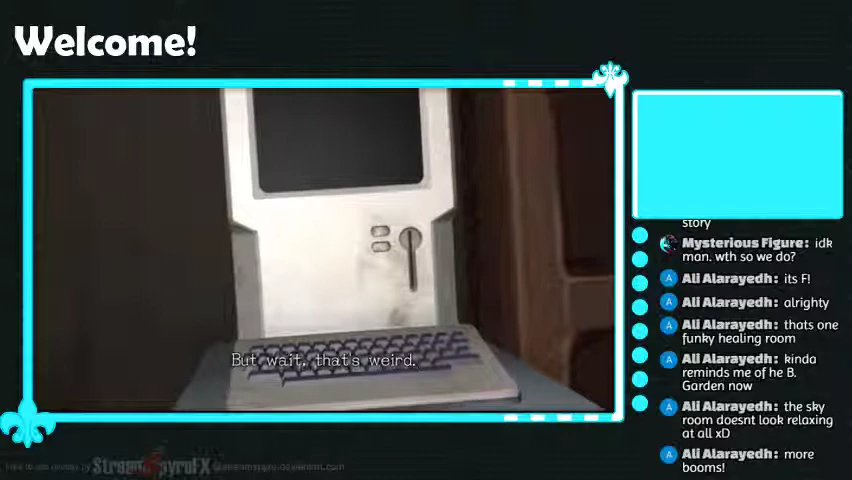 Welcome!
But wait, that's weird.
story
Mysterious Figure: idk
man. wth so we do?
Ali Alarayedh: its F!
Ali Alarayedh: alrighty
Ali Alarayedh: thats one
funky healing room
Ali Alarayedh: kinda
reminds me of he B.
Garden now
Ali Alarayedh: the sky
room doesnt look relaxing
at all xD
Ali Alarayedh: more
booms!